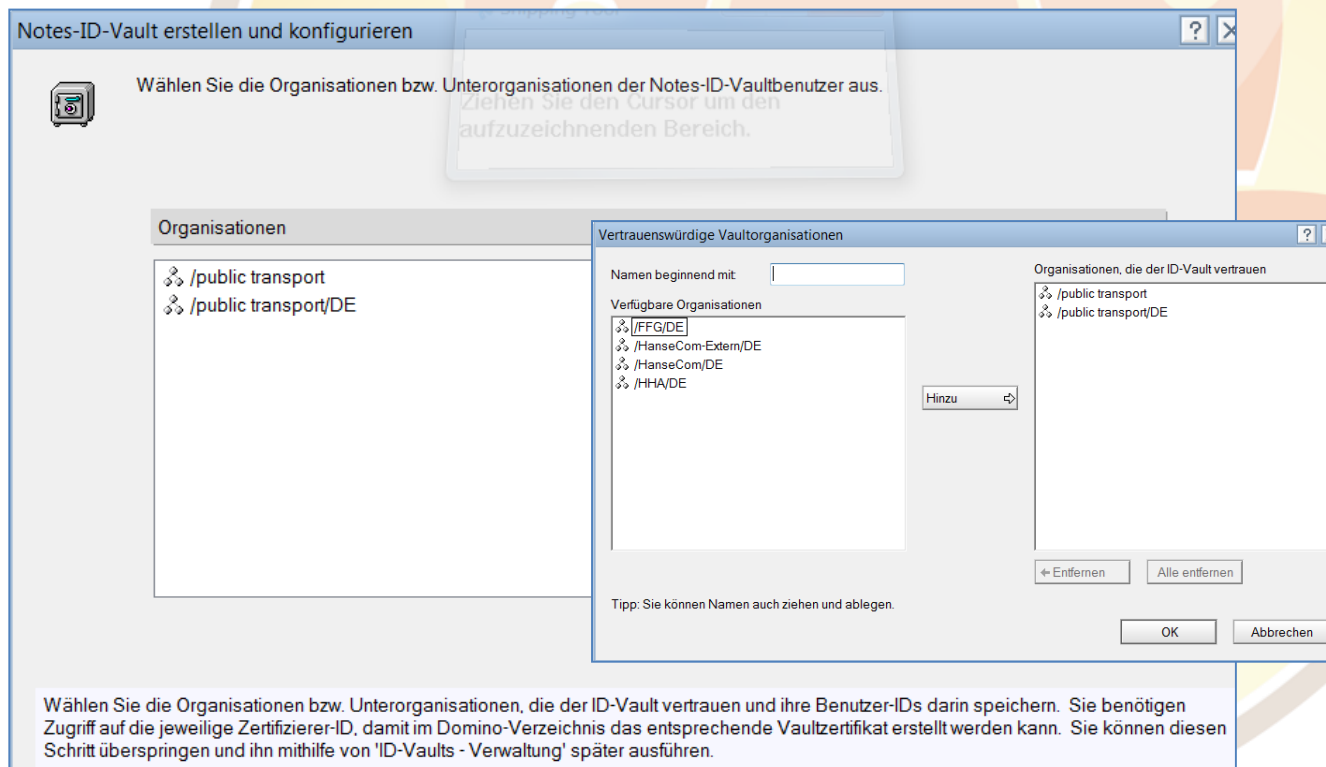 Snipping Tool
Notes-ID-Vault erstellen und konfigurieren
Wählen Sie die Organisationen bzw. Unterorganisationen der Notes-ID-Vaultbenutzer aus.
Ziehen Sie den Cursor um den
aufzuzeichnenden Bereich.
Organisationen
/public transport
/public transport/DE
Vertrauenswürdige Vaultorganisationen
Namen beginnend mit:
Verfügbare Organisationen
/FFG/DE
/HanseCom-Extern/DE
/HanseCom/DE
/HHA/DE
Hinzu
Organisationen, die der ID-Vault vertrauen
/public transport
/public transport/DE
Entfernen
Alle entfernen
Tipp: Sie können Namen auch ziehen und ablegen.
OK
Abbrechen
Wählen Sie die Organisationen bzw. Unterorganisationen, die der ID-Vault vertrauen und ihre Benutzer-IDs darin speichern. Sie benötigen
Zugriff auf die jeweilige Zertifizierer-ID, damit im Domino-Verzeichnis das entsprechende Vaultzertifikat erstellt werden kann. Sie können diesen
Schritt überspringen und ihn mithilfe von 'ID-Vaults - Verwaltung' später ausführen.